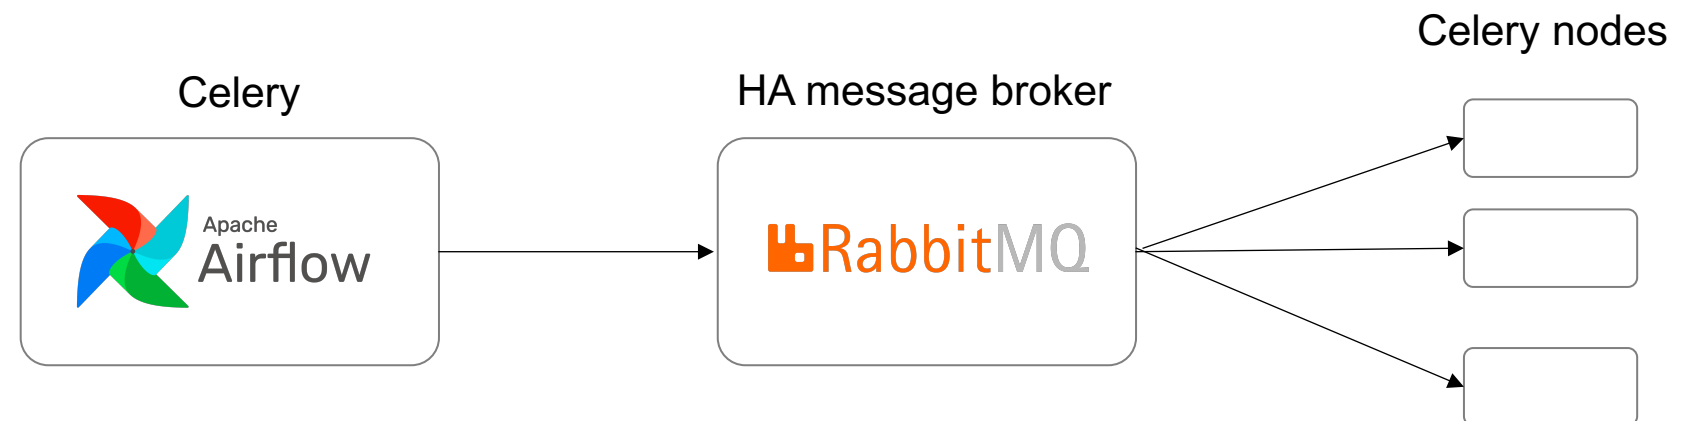 Celery nodes
Celery
HA message broker
Apache
Airflow
RabbitMQ